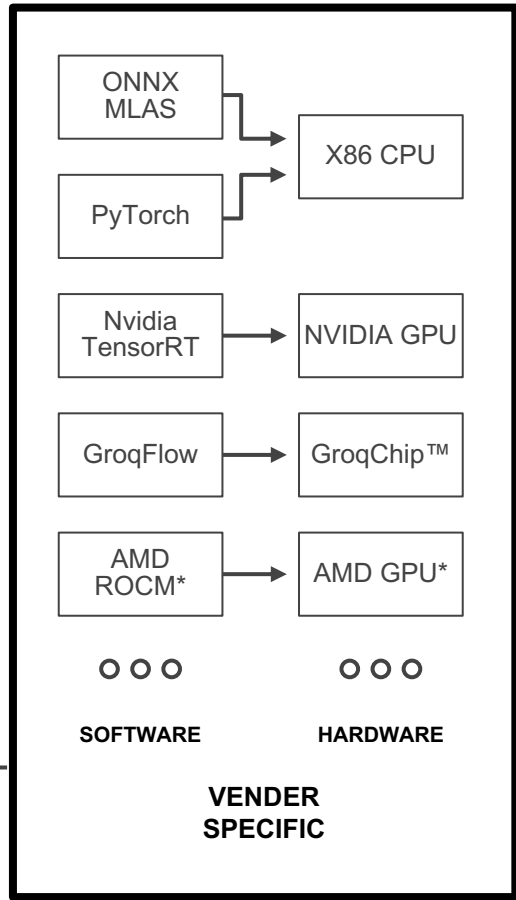 ONNX
MLAS
X86 CPU
PyTorch
Nvidia
TensorRT
NVIDIA GPU
GroqFlow
GroqChip™
AMD
ROCM*
AMD GPU*
SOFTWARE
HARDWARE
VENDER
SPECIFIC